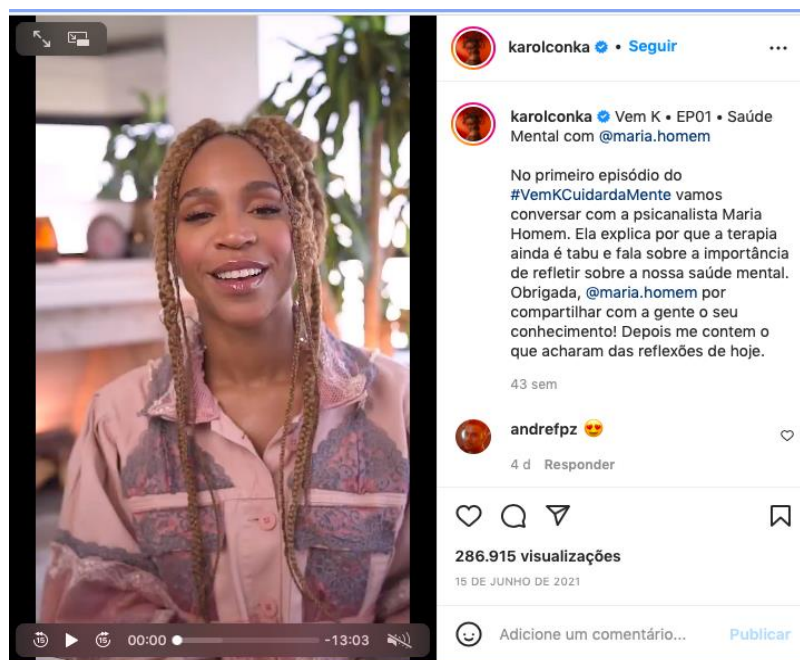 karolconka • Seguir
karolconka Vem K • EP01 • Saúde
Mental com @maria.homem
No primeiro episódio do
#VemKCuidardaMente vamos
conversar com a psicanalista Maria
Homem. Ela explica por que a terapia
ainda é tabu e fala sobre a importância
de refletir sobre a nossa saúde mental.
Obrigada, @maria.homem por
compartilhar com a gente o seu
conhecimento! Depois me contem o
que acharam das reflexões de hoje.
43 sem
andrefpz 😍
4 d Responder
286.915 visualizações
15 DE JUNHO DE 2021
Adicione um comentário... Publicar
15 15 00:00 -13:03